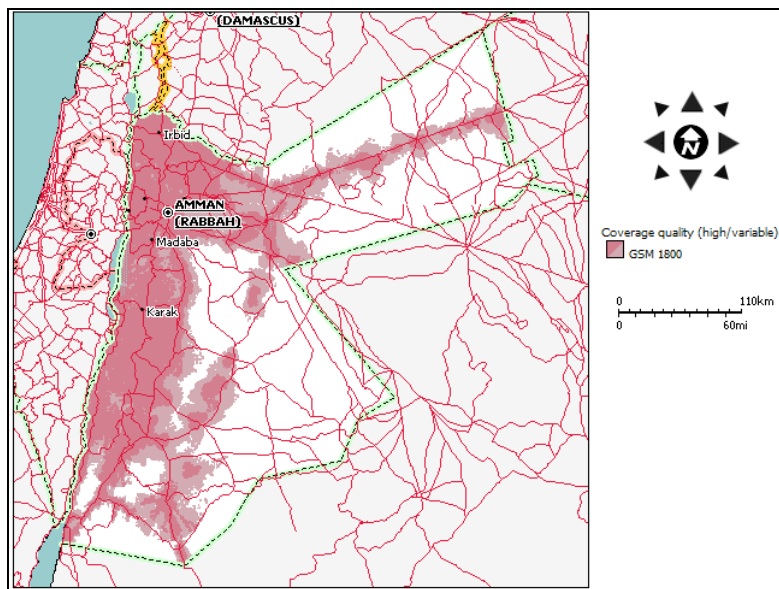 (DAMASCUS)
Irbid
AMMAN
(RABBAH)
Madaba
Karak
N
Coverage quality (high/variable)
GSM 1800
0 110km
0 60mi